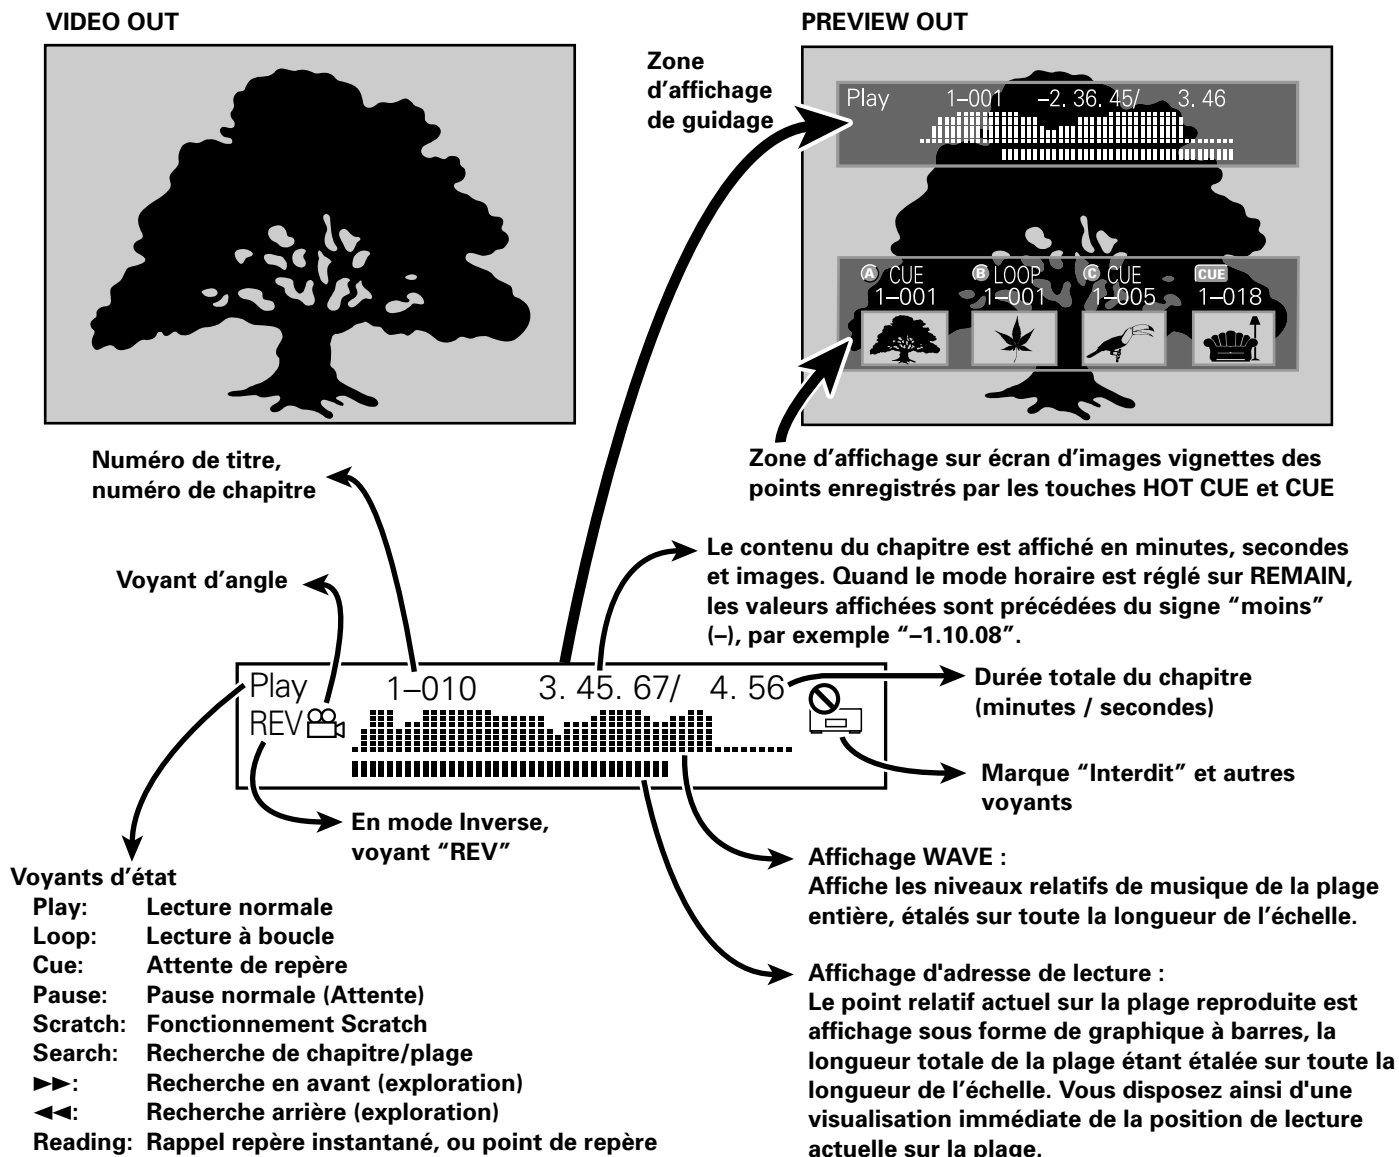 VIDEO OUT
PREVIEW OUT
Zone
d’affichage
de guidage
Play 1–001 –2. 36. 45/ 3. 46
A CUE B LOOP C CUE CUE
1–001 1–001 1–005 1–018
Zone d’affichage sur écran d’images vignettes des
points enregistrés par les touches HOT CUE et CUE
Numéro de titre,
numéro de chapitre
Voyant d’angle
Le contenu du chapitre est affiché en minutes, secondes
et images. Quand le mode horaire est réglé sur REMAIN,
les valeurs affichées sont précédées du signe “moins”
(–), par exemple “–1.10.08”.
Play 1–010 3. 45. 67/ 4. 56
REV
Durée totale du chapitre
(minutes / secondes)
Marque “Interdit” et autres
voyants
En mode Inverse,
voyant “REV”
Affichage WAVE :
Affiche les niveaux relatifs de musique de la plage
entière, étalés sur toute la longueur de l’échelle.
Voyants d’état
Play: Lecture normale
Loop: Lecture à boucle
Cue: Attente de repère
Pause: Pause normale (Attente)
Scratch: Fonctionnement Scratch
Search: Recherche de chapitre/plage
►►: Recherche en avant (exploration)
◄◄: Recherche arrière (exploration)
Reading: Rappel repère instantané, ou point de repère
Affichage d'adresse de lecture :
Le point relatif actuel sur la plage reproduite est
affichage sous forme de graphique à barres, la
longueur totale de la plage étant étalée sur toute la
longueur de l’échelle. Vous disposez ainsi d'une
visualisation immédiate de la position de lecture
actuelle sur la plage.